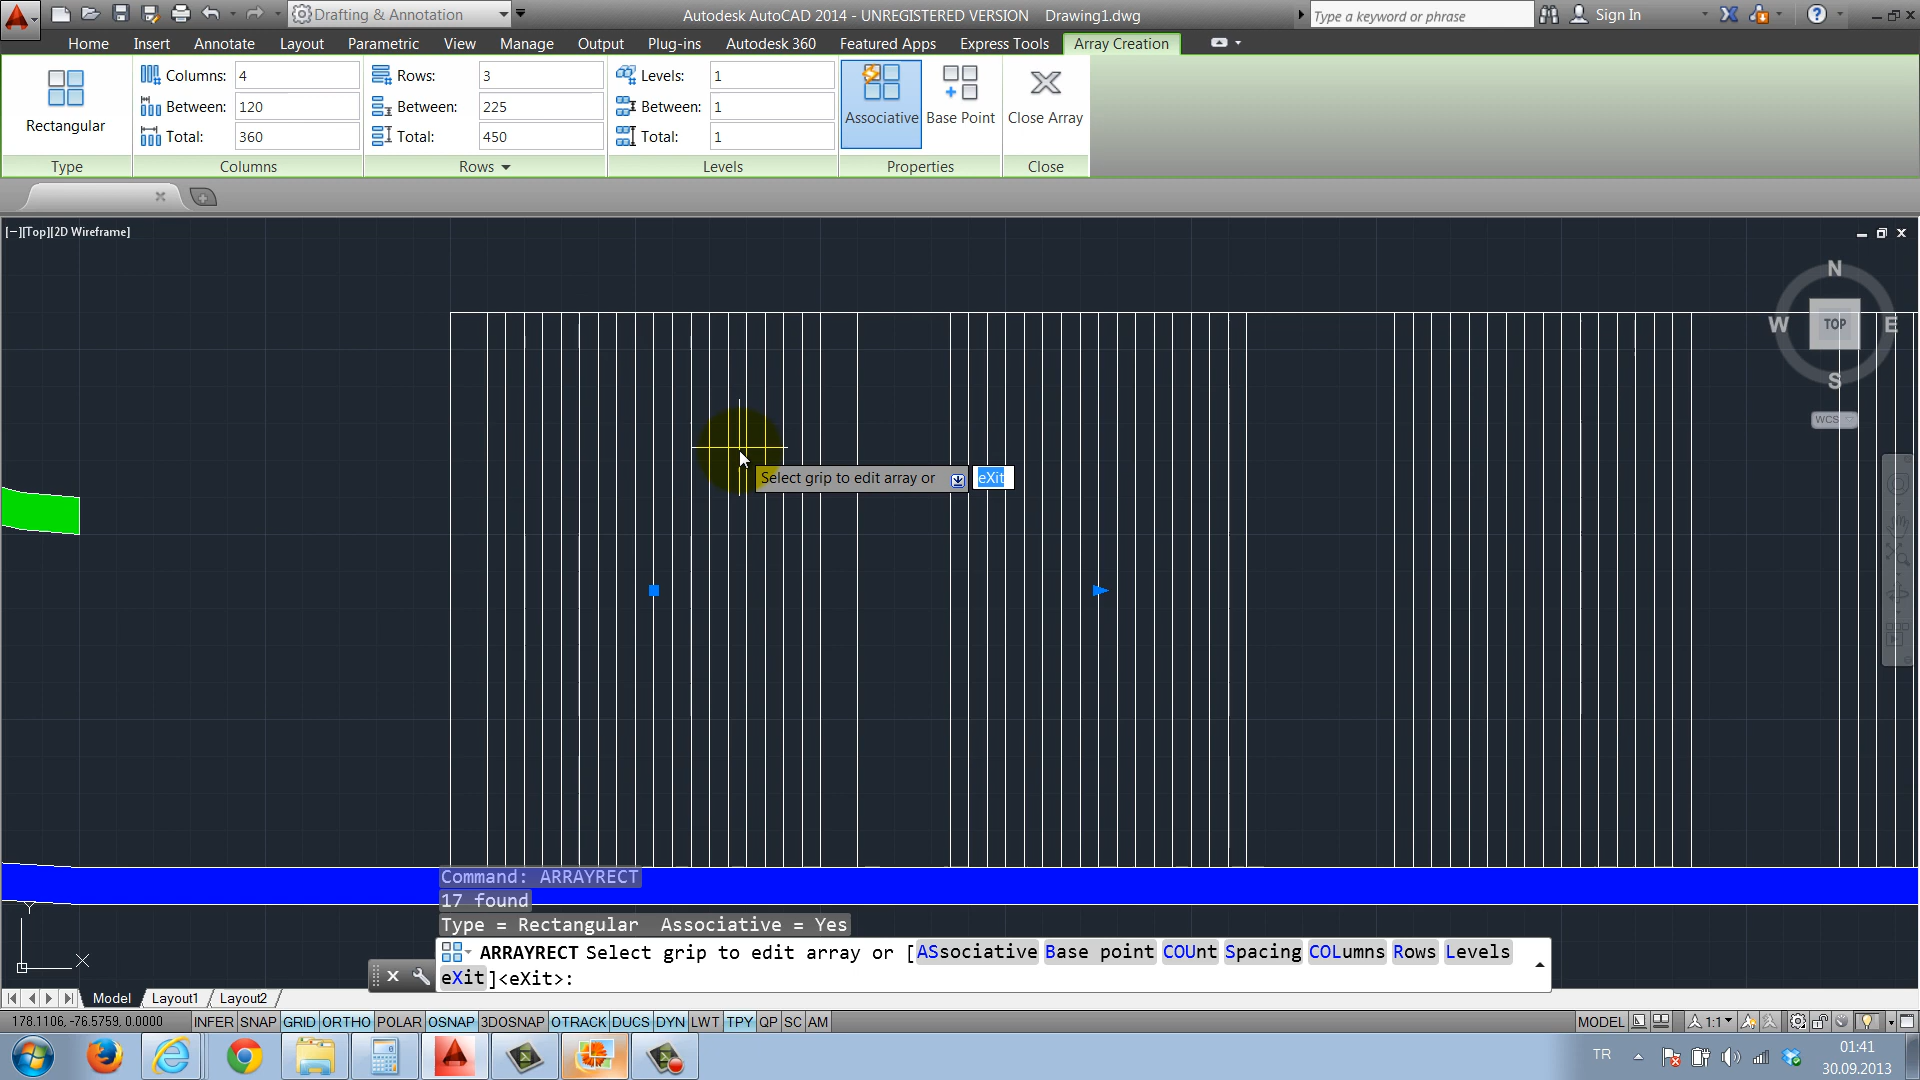 Drafting & Annotation
Autodesk AutoCAD 2014 - UNREGISTERED VERSION Drawing1.dwg
Type a keyword or phrase
Sign In
Home Insert Annotate Layout Parametric View Manage Output Plug-ins Autodesk 360 Featured Apps Express Tools Array Creation
Columns: 4 Rows: 3 Levels: 1
Between: 120 Between: 225 Between: 1
Total: 360 Total: 450 Total: 1
Rectangular
Associative Base Point Close Array
Type Columns Rows Levels Properties Close
[−][Top][2D Wireframe]
N
W TOP E
S
WCS
Select grip to edit array or eXit
Command: ARRAYRECT
17 found
Type = Rectangular Associative = Yes
ARRAYRECT Select grip to edit array or [ASsociative Base point COUnt Spacing COLumns Rows Levels
eXit]<eXit>:
Y
X
Model Layout1 Layout2
178.1106, -76.5759, 0.0000 INFER SNAP GRID ORTHO POLAR OSNAP 3DOSNAP OTRACK DUCS DYN LWT TPY QP SC AM MODEL 1:1
TR
01:41
30.09.2013